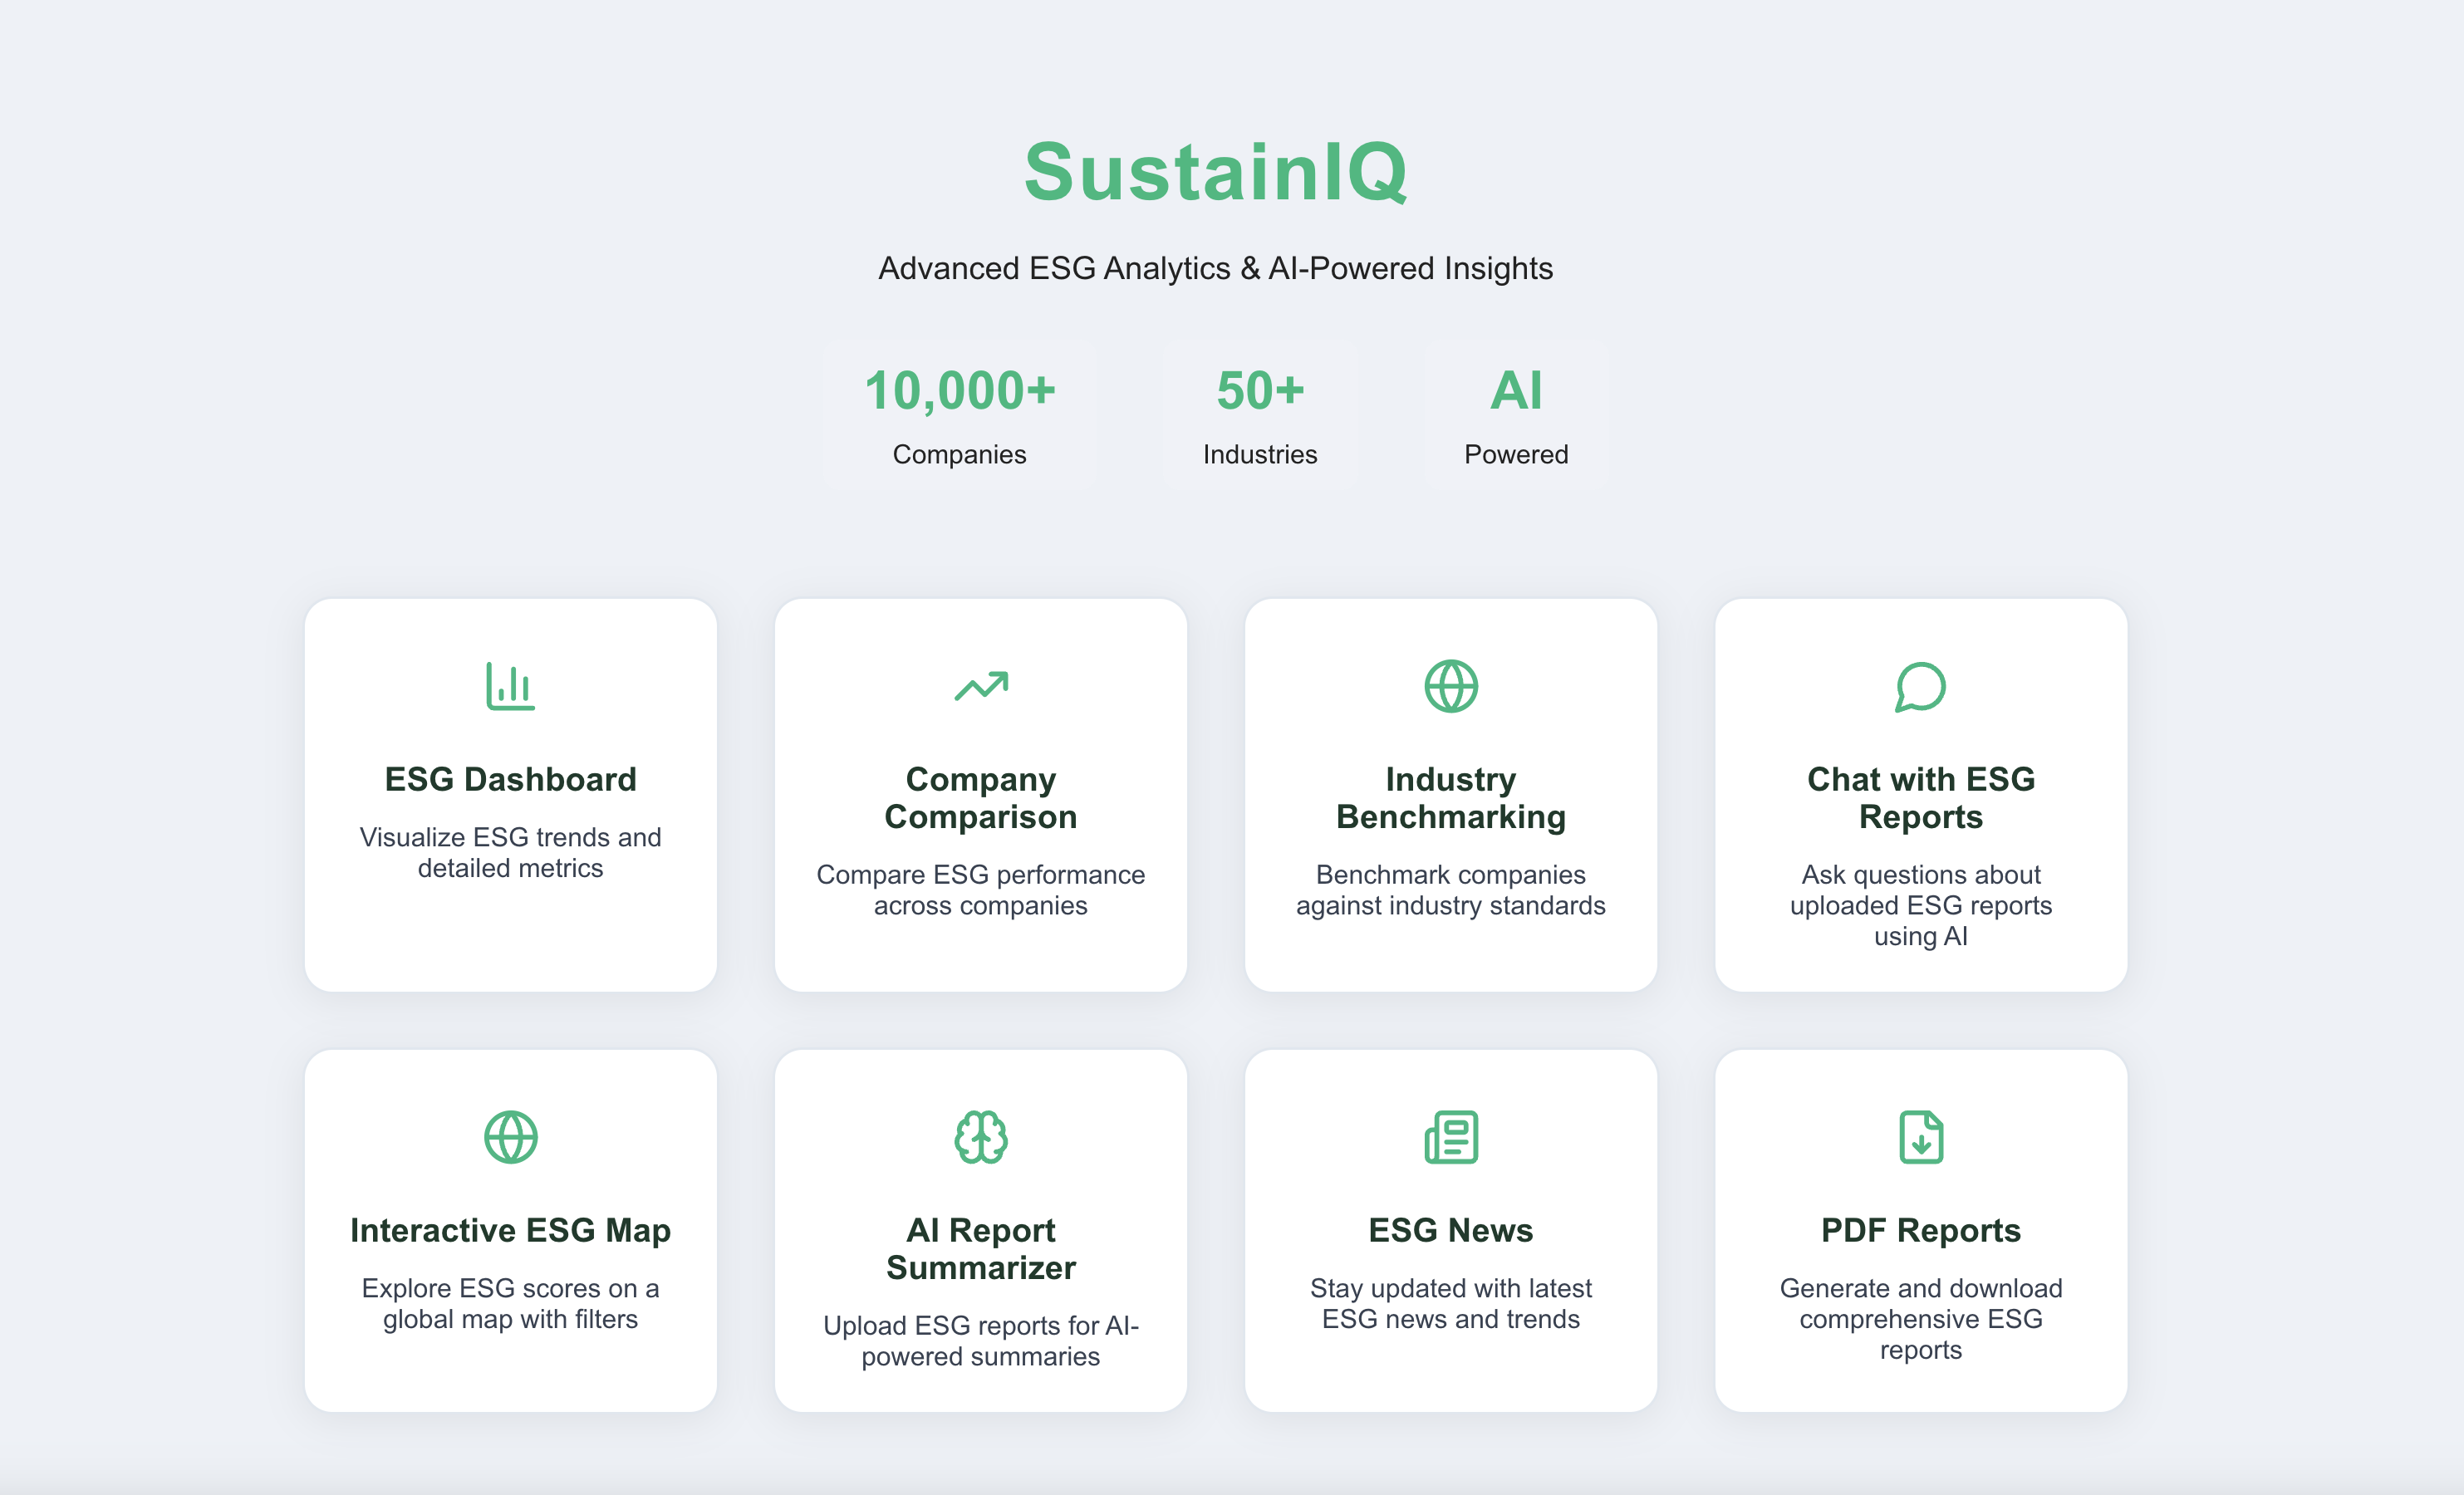 SustainIQ
Advanced ESG Analytics & AI-Powered Insights
10,000+
Companies
50+
Industries
AI
Powered
ESG Dashboard
Visualize ESG trends and
detailed metrics
Company
Comparison
Compare ESG performance
across companies
Industry
Benchmarking
Benchmark companies
against industry standards
Chat with ESG
Reports
Ask questions about
uploaded ESG reports
using AI
Interactive ESG Map
Explore ESG scores on a
global map with filters
AI Report
Summarizer
Upload ESG reports for AI-
powered summaries
ESG News
Stay updated with latest
ESG news and trends
PDF Reports
Generate and download
comprehensive ESG
reports